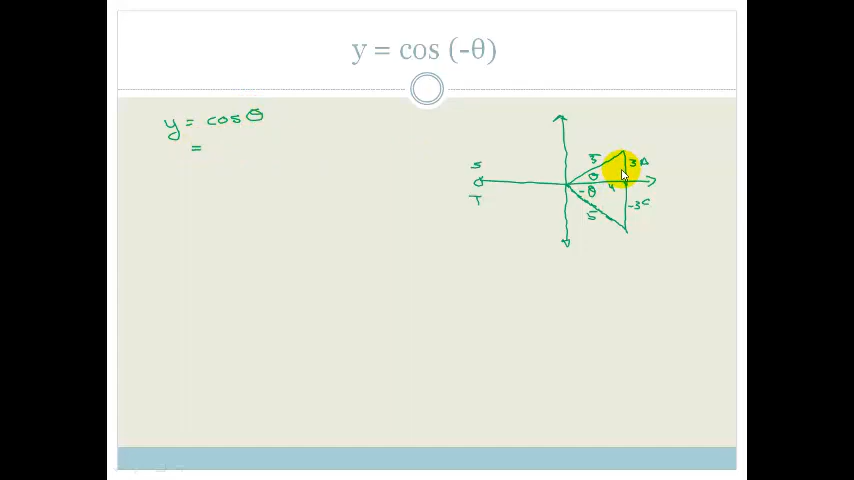 y = cos (-θ)
y = cos θ
=
S
5
3 A
θ
4
-θ
T
-3 C
5